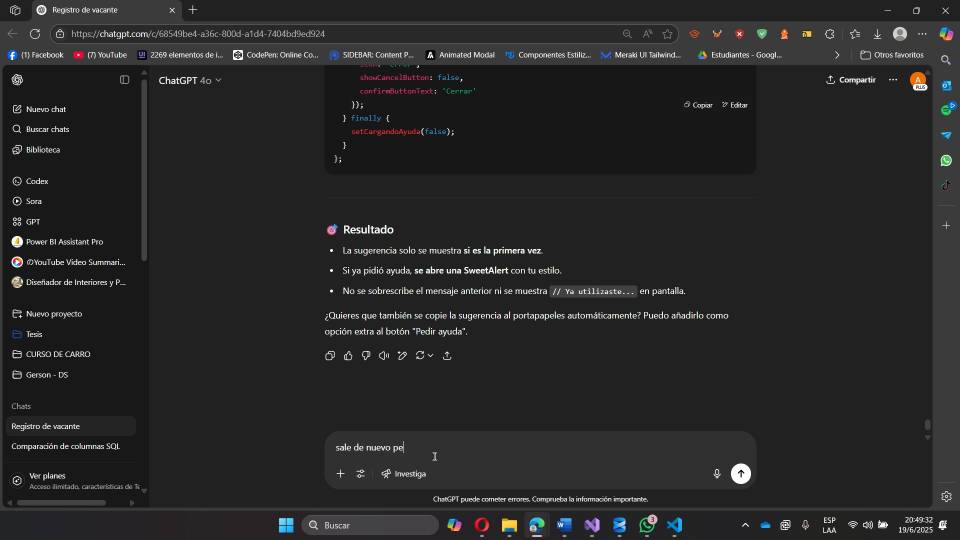 Registro de vacante
https://chatgpt.com/c/68549be4-a36c-800d-a1d4-7404bd9ed924
(1) Facebook
(7) YouTube
2269 elementos de i...
CodePen: Online Co...
SIDEBAR: Content P...
Animated Modal
Componentes Estiliz...
Meraki UI Tailwind...
Estudiantes - Googl...
Otros favoritos
ChatGPT 4o
Compartir
Nuevo chat
Buscar chats
Biblioteca
Codex
Sora
GPT
Power BI Assistant Pro
YouTube Video Summari...
Diseñador de Interiores y P...
Nuevo proyecto
Tesis
CURSO DE CARRO
Gerson - DS
Chats
Registro de vacante
Comparación de columnas SQL
Ver planes
Acceso ilimitado, características de Te
showCancelButton: false,
confirmButtonText: 'Cerrar'
});
Copiar
Editar
} finally {
setCargandoAyuda(false);
}
};
Resultado
La sugerencia solo se muestra si es la primera vez.
Si ya pidió ayuda, se abre una SweetAlert con tu estilo.
No se sobrescribe el mensaje anterior ni se muestra // Ya utilizaste... en pantalla.
¿Quieres que también se copie la sugerencia al portapapeles automáticamente? Puedo añadirlo como
opción extra al botón "Pedir ayuda".
sale de nuevo pe
Investiga
ChatGPT puede cometer errores. Comprueba la información importante.
A
PLUS
Buscar
3
ESP
LAA
20:49:32
19/6/2025